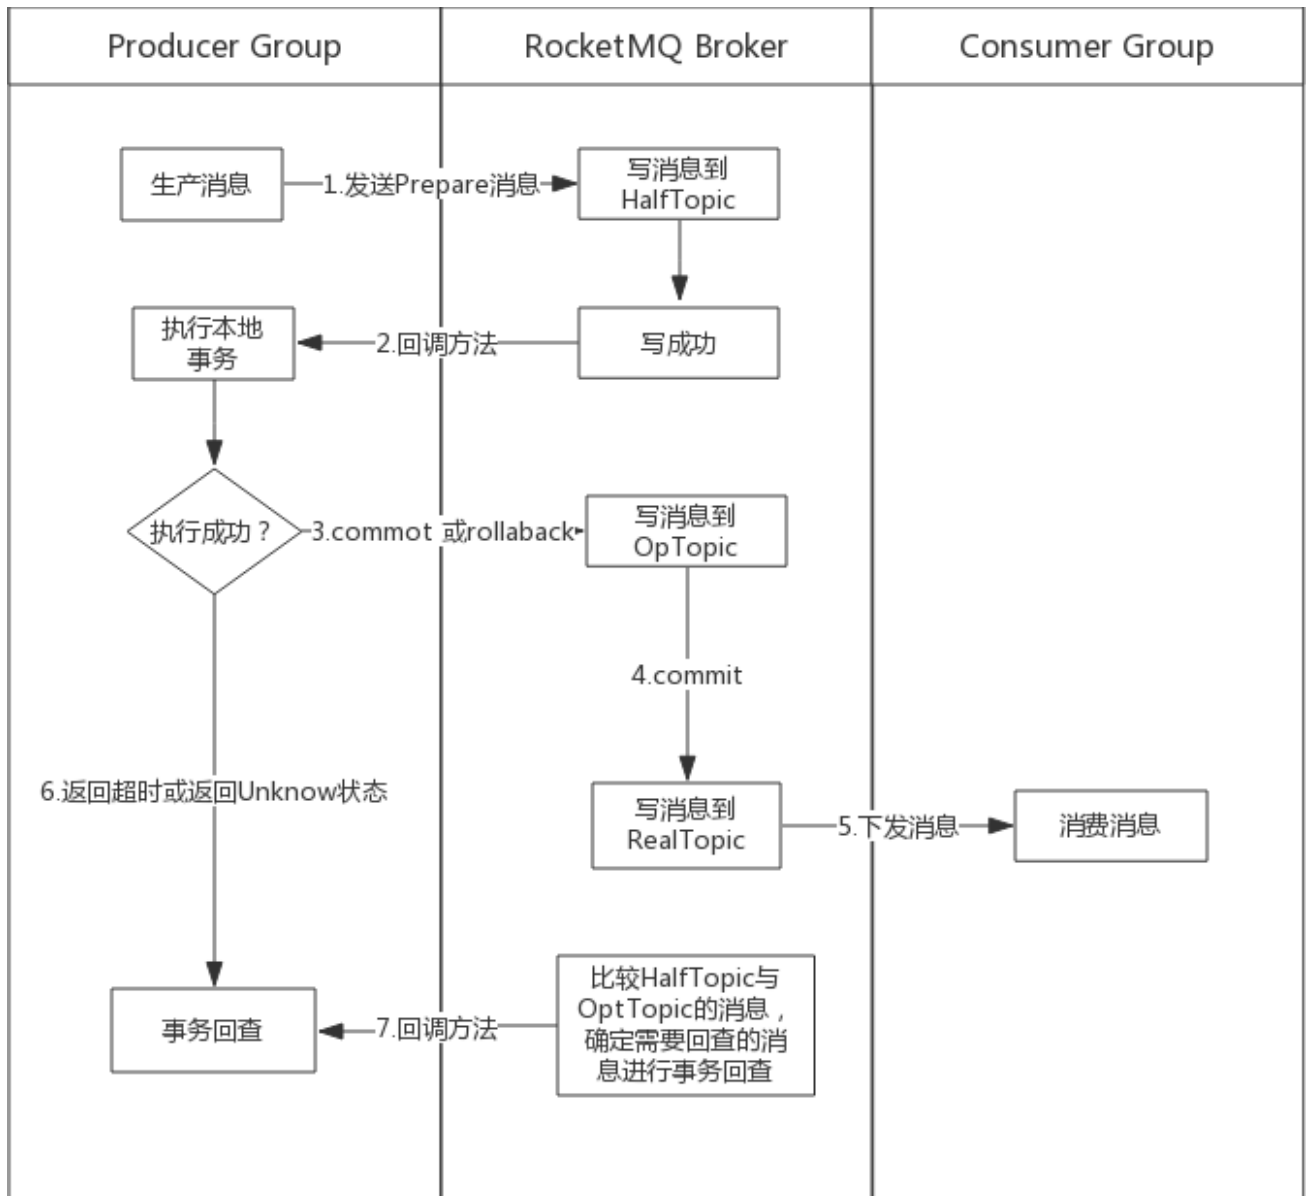 Producer Group
RocketMQ Broker
Consumer Group
生产消息
1.发送Prepare消息
写消息到
HalfTopic
执行本地
事务
2.回调方法
写成功
执行成功？
3.commot 或rollaback
写消息到
OpTopic
4.commit
6.返回超时或返回Unknow状态
写消息到
RealTopic
5.下发消息
消费消息
事务回查
7.回调方法
比较HalfTopic与
OptTopic的消息，
确定需要回查的消
息进行事务回查